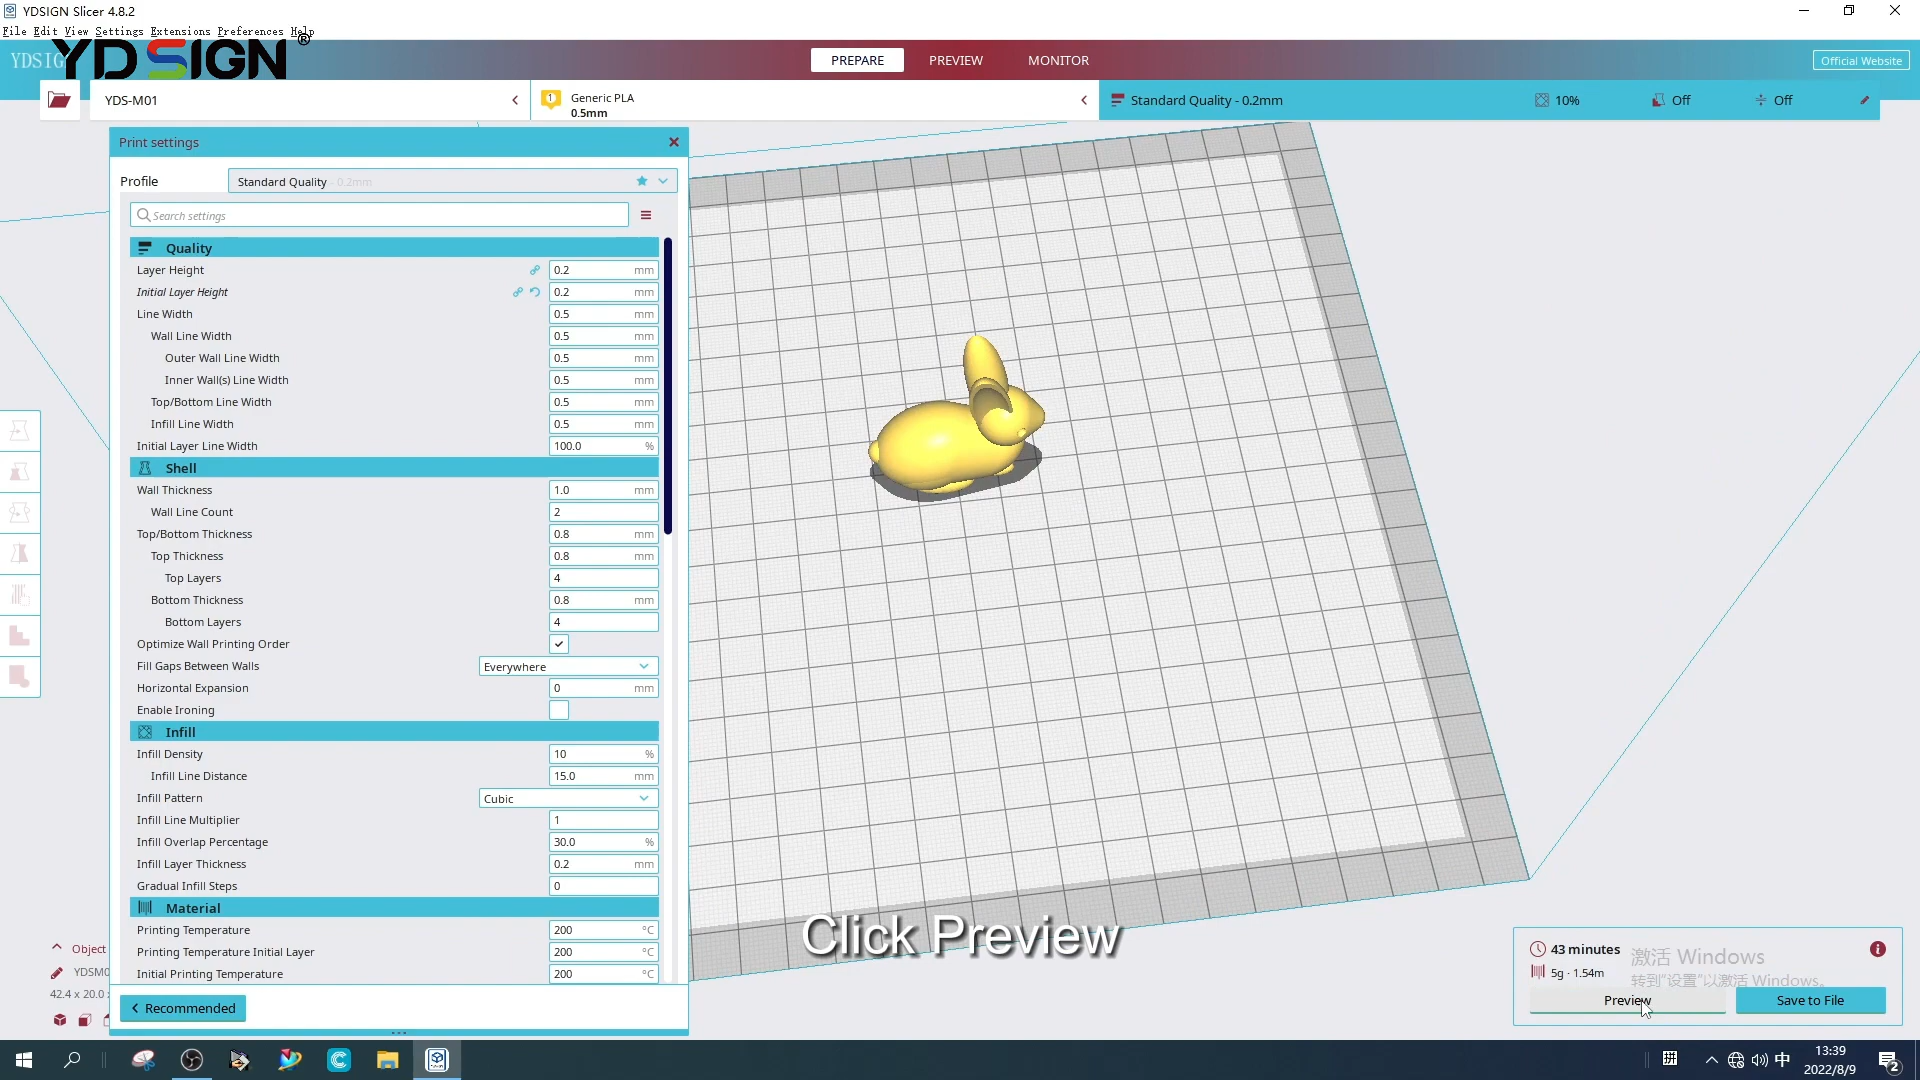 YDSIGN Slicer 4.8.2
File Edit View Settings Extensions Preferences Help
YDSIGN®
PREPARE PREVIEW MONITOR
Official Website
YDS-M01
1 Generic PLA
0.5mm
Standard Quality - 0.2mm 10% Off Off
Print settings
Profile Standard Quality - 0.2mm
Search settings
Quality
Layer Height 0.2 mm
Initial Layer Height 0.2 mm
Line Width 0.5 mm
Wall Line Width 0.5 mm
Outer Wall Line Width 0.5 mm
Inner Wall(s) Line Width 0.5 mm
Top/Bottom Line Width 0.5 mm
Infill Line Width 0.5 mm
Initial Layer Line Width 100.0 %
Shell
Wall Thickness 1.0 mm
Wall Line Count 2
Top/Bottom Thickness 0.8 mm
Top Thickness 0.8 mm
Top Layers 4
Bottom Thickness 0.8 mm
Bottom Layers 4
Optimize Wall Printing Order
Fill Gaps Between Walls Everywhere
Horizontal Expansion 0 mm
Enable Ironing
Infill
Infill Density 10 %
Infill Line Distance 15.0 mm
Infill Pattern Cubic
Infill Line Multiplier 1
Infill Overlap Percentage 30.0 %
Infill Layer Thickness 0.2 mm
Gradual Infill Steps 0
Material
Printing Temperature 200 °C
Printing Temperature Initial Layer 200 °C
Initial Printing Temperature 200 °C
Recommended
Object
YDSM0
42.4 x 20.0
Click Preview
43 minutes
5g · 1.54m
激活 Windows
转到"设置"以激活 Windows。
Preview Save to File
拼 中
13:39
2022/8/9
2